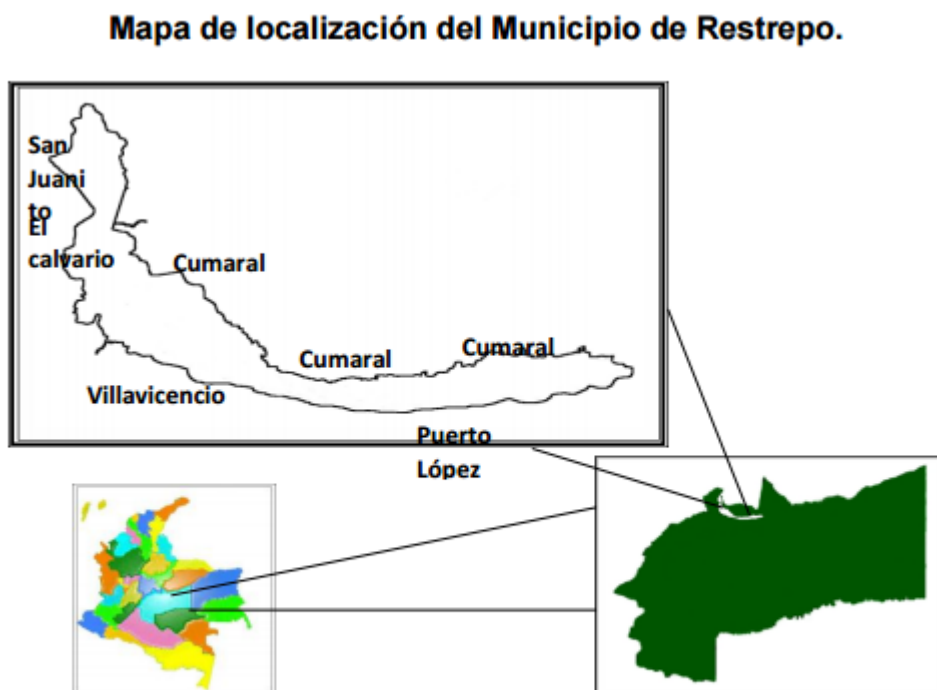 Mapa de localización del Municipio de Restrepo.
San
Juani
to
El
calvario
Cumaral
Cumaral
Cumaral
Villavicencio
Puerto
López